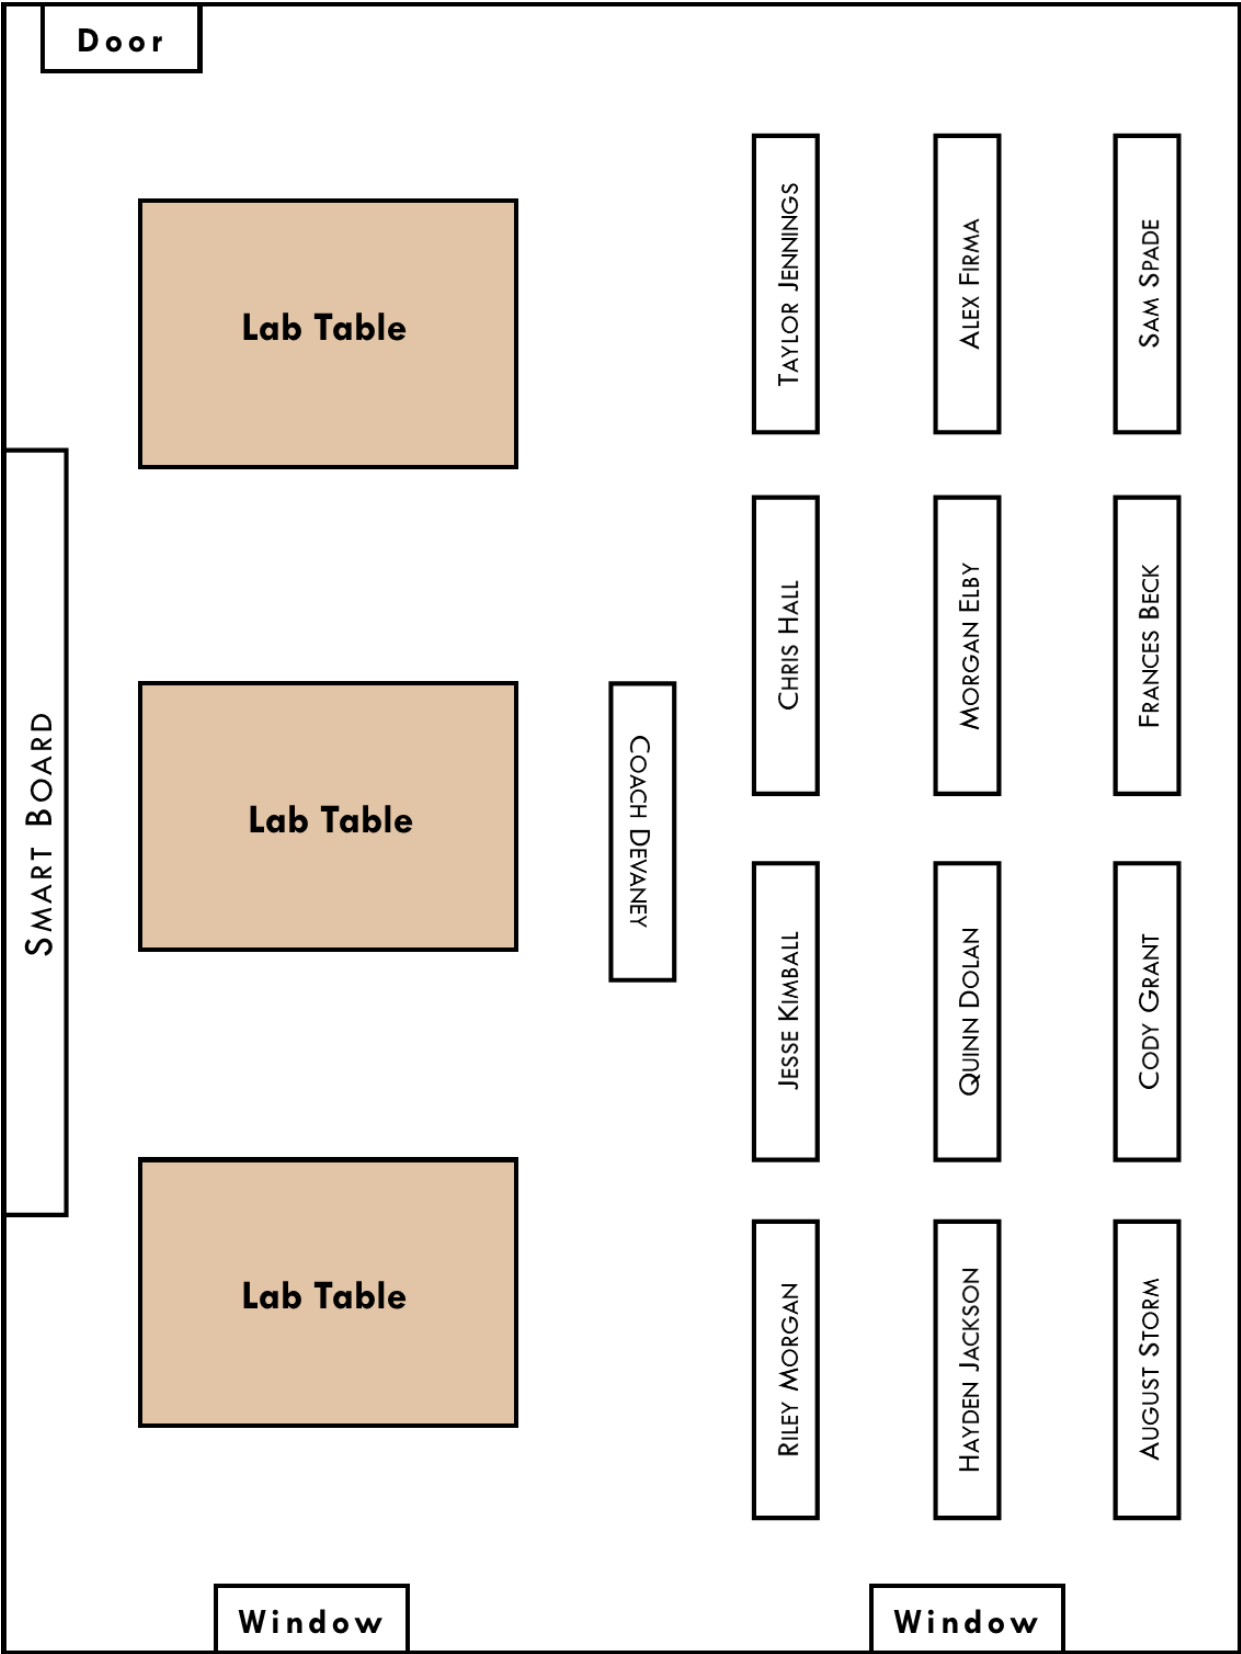 Door
TAYLOR JENNINGS
ALEX FIRMA
SAM SPADE
Lab Table
CHRIS HALL
MORGAN ELBY
FRANCES BECK
SMART BOARD
Lab Table
COACH DEVANEY
JESSE KIMBALL
QUINN DOLAN
CODY GRANT
Lab Table
RILEY MORGAN
HAYDEN JACKSON
AUGUST STORM
Window
Window